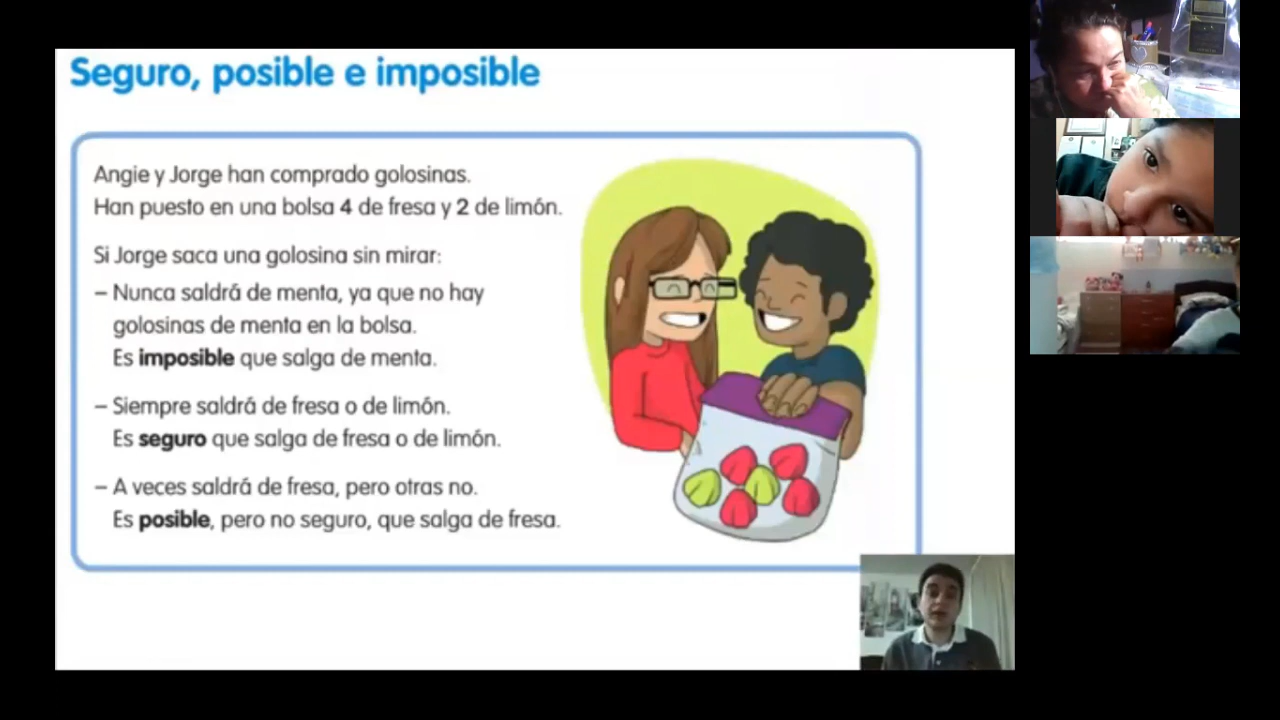 Seguro, posible e imposible
Angie y Jorge han comprado golosinas.
Han puesto en una bolsa 4 de fresa y 2 de limón.
Si Jorge saca una golosina sin mirar:
– Nunca saldrá de menta, ya que no hay
golosinas de menta en la bolsa.
Es imposible que salga de menta.
– Siempre saldrá de fresa o de limón.
Es seguro que salga de fresa o de limón.
– A veces saldrá de fresa, pero otras no.
Es posible, pero no seguro, que salga de fresa.